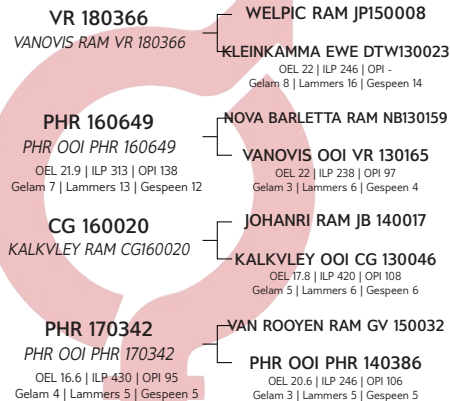 VR 180366
VANOVIS RAM VR 180366
WELPIC RAM JP150008
KLEINKAMMA EWE DTW130023
OEL 22 | ILP 246 | OPI -
Gelam 8 | Lammers 16 | Gespeen 14
PHR 160649
PHR OOI PHR 160649
OEL 21.9 | ILP 313 | OPI 138
Gelam 7 | Lammers 13 | Gespeen 12
NOVA BARLETTA RAM NB130159
VANOVIS OOI VR 130165
OEL 22 | ILP 238 | OPI 97
Gelam 3 | Lammers 6 | Gespeen 4
CG 160020
KALKVLEY RAM CG160020
JOHANRI RAM JB 140017
KALKVLEY OOI CG 130046
OEL 17.8 | ILP 420 | OPI 108
Gelam 5 | Lammers 6 | Gespeen 6
PHR 170342
PHR OOI PHR 170342
OEL 16.6 | ILP 430 | OPI 95
Gelam 4 | Lammers 5 | Gespeen 5
VAN ROOYEN RAM GV 150032
PHR OOI PHR 140386
OEL 20.6 | ILP 246 | OPI 106
Gelam 3 | Lammers 5 | Gespeen 5